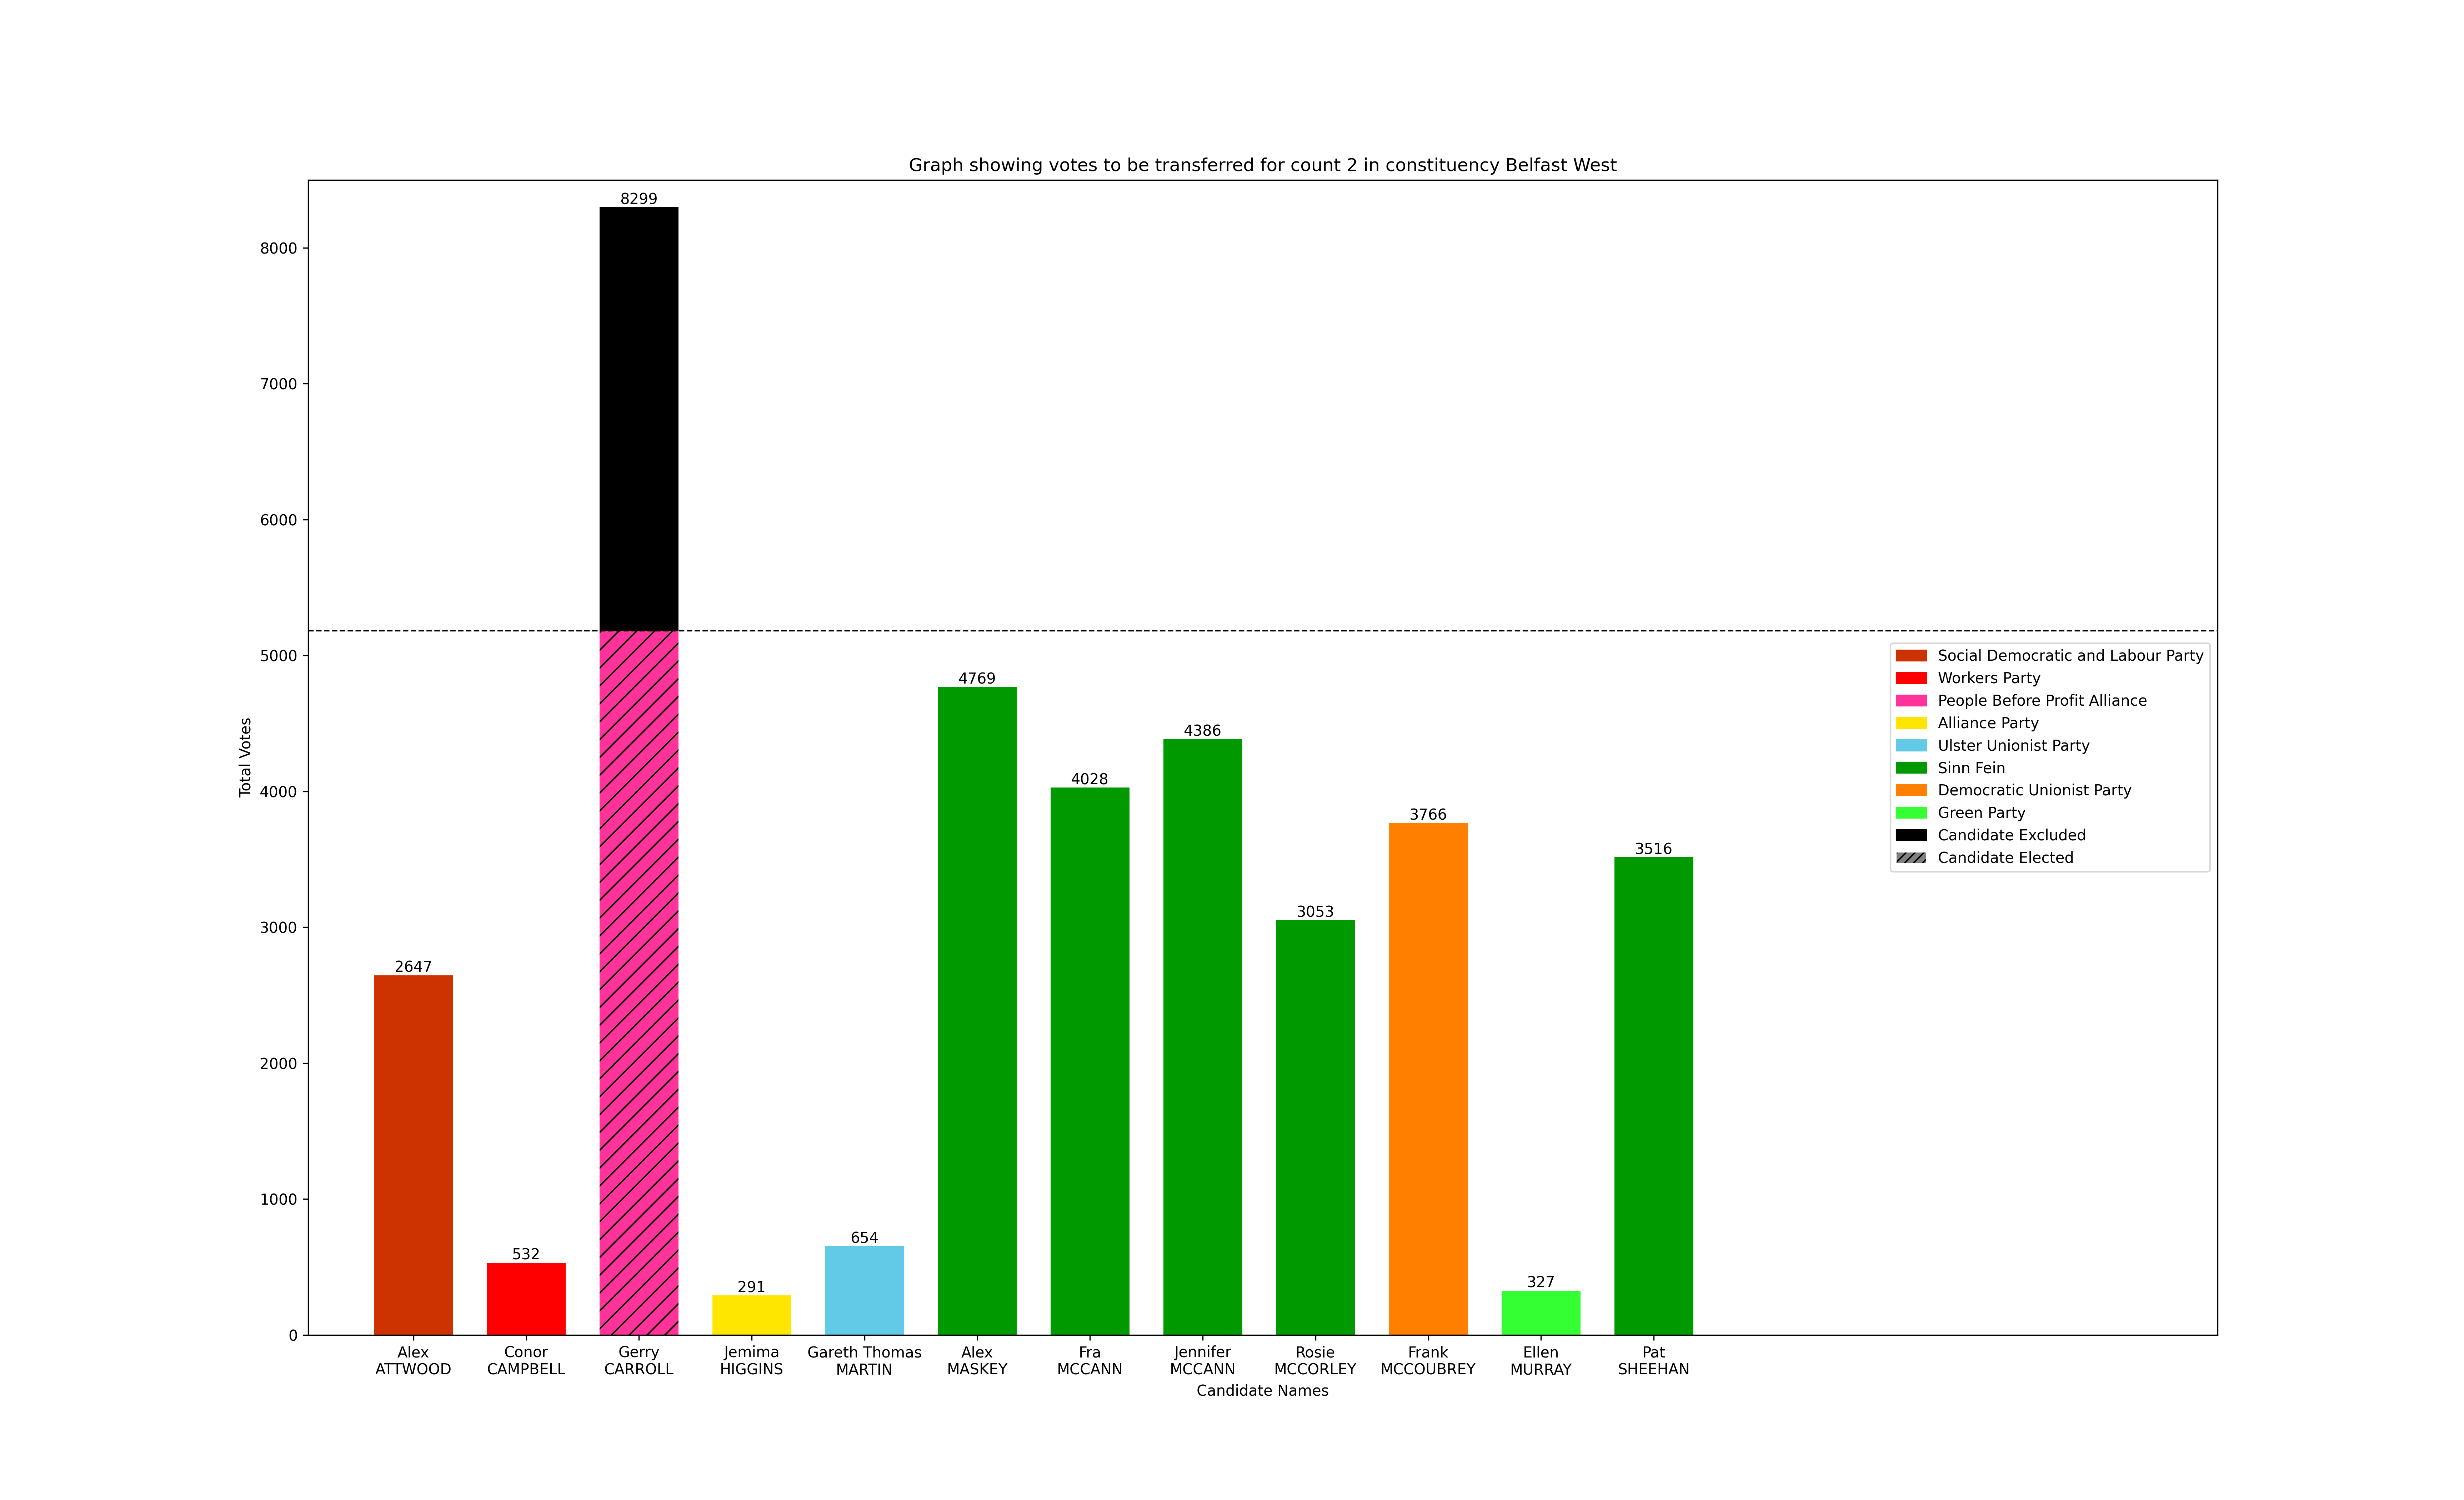 Graph showing votes to be transferred for count 2 in constituency Belfast West
8299
8000
7000
6000
5000
4000
3000
2000
1000
0
Total Votes
4769
4386
4028
3766
3516
3053
2647
654
532
327
291
Social Democratic and Labour Party
Workers Party
People Before Profit Alliance
Alliance Party
Ulster Unionist Party
Sinn Fein
Democratic Unionist Party
Green Party
Candidate Excluded
Candidate Elected
Alex
ATTWOOD
Conor
CAMPBELL
Gerry
CARROLL
Jemima
HIGGINS
Gareth Thomas
MARTIN
Alex
MASKEY
Fra
MCCANN
Jennifer
MCCANN
Rosie
MCCORLEY
Frank
MCCOUBREY
Ellen
MURRAY
Pat
SHEEHAN
Candidate Names